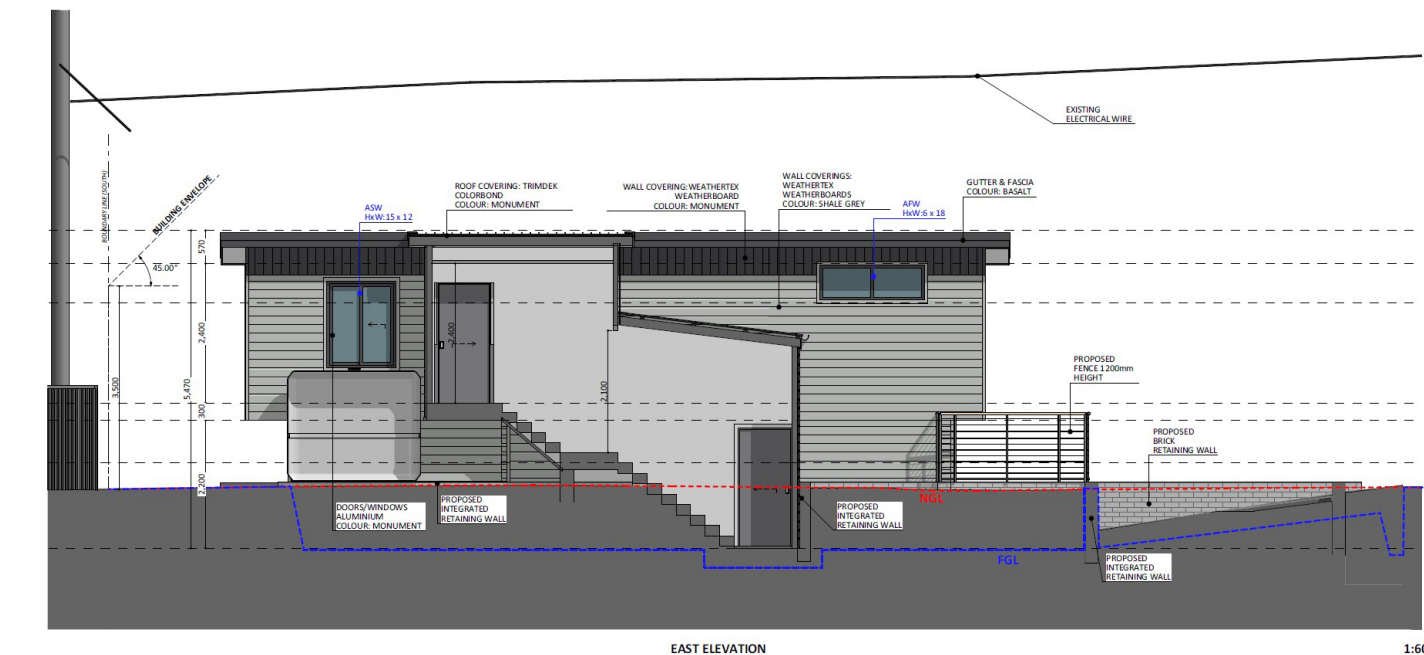 EXISTING
ELECTRICAL WIRE
BOUNDARY LINE (SOUTH)
BUILDING ENVELOPE
45.00°
ASW
HxW:15 x 12
ROOF COVERING: TRIMDEK
COLORBOND
COLOUR: MONUMENT
WALL COVERING:WEATHERTEX
WEATHERBOARD
COLOUR: MONUMENT
WALL COVERINGS:
WEATHERTEX
WEATHERBOARDS
COLOUR: SHALE GREY
AFW
HxW:6 x 18
GUTTER & FASCIA
COLOUR: BASALT
570
2,400
300
2,200
5,470
3,500
2,400
2,100
PROPOSED
FENCE 1200mm
HEIGHT
PROPOSED
BRICK
RETAINING WALL
NGL
DOORS/WINDOWS
ALUMINIUM
COLOUR: MONUMENT
PROPOSED
INTEGRATED
RETAINING WALL
PROPOSED
INTEGRATED
RETAINING WALL
FGL
PROPOSED
INTEGRATED
RETAINING WALL
EAST ELEVATION